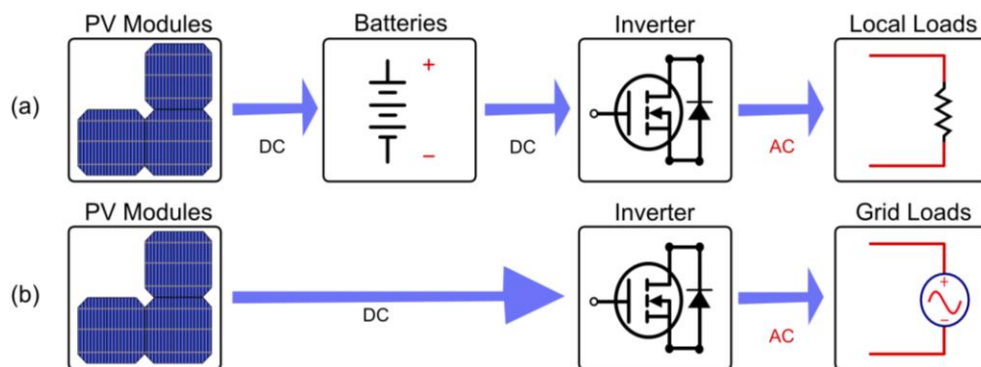 PV Modules Batteries Inverter Local Loads
(a)
+
−
DC DC AC
PV Modules Inverter Grid Loads
(b)
+
−
DC AC